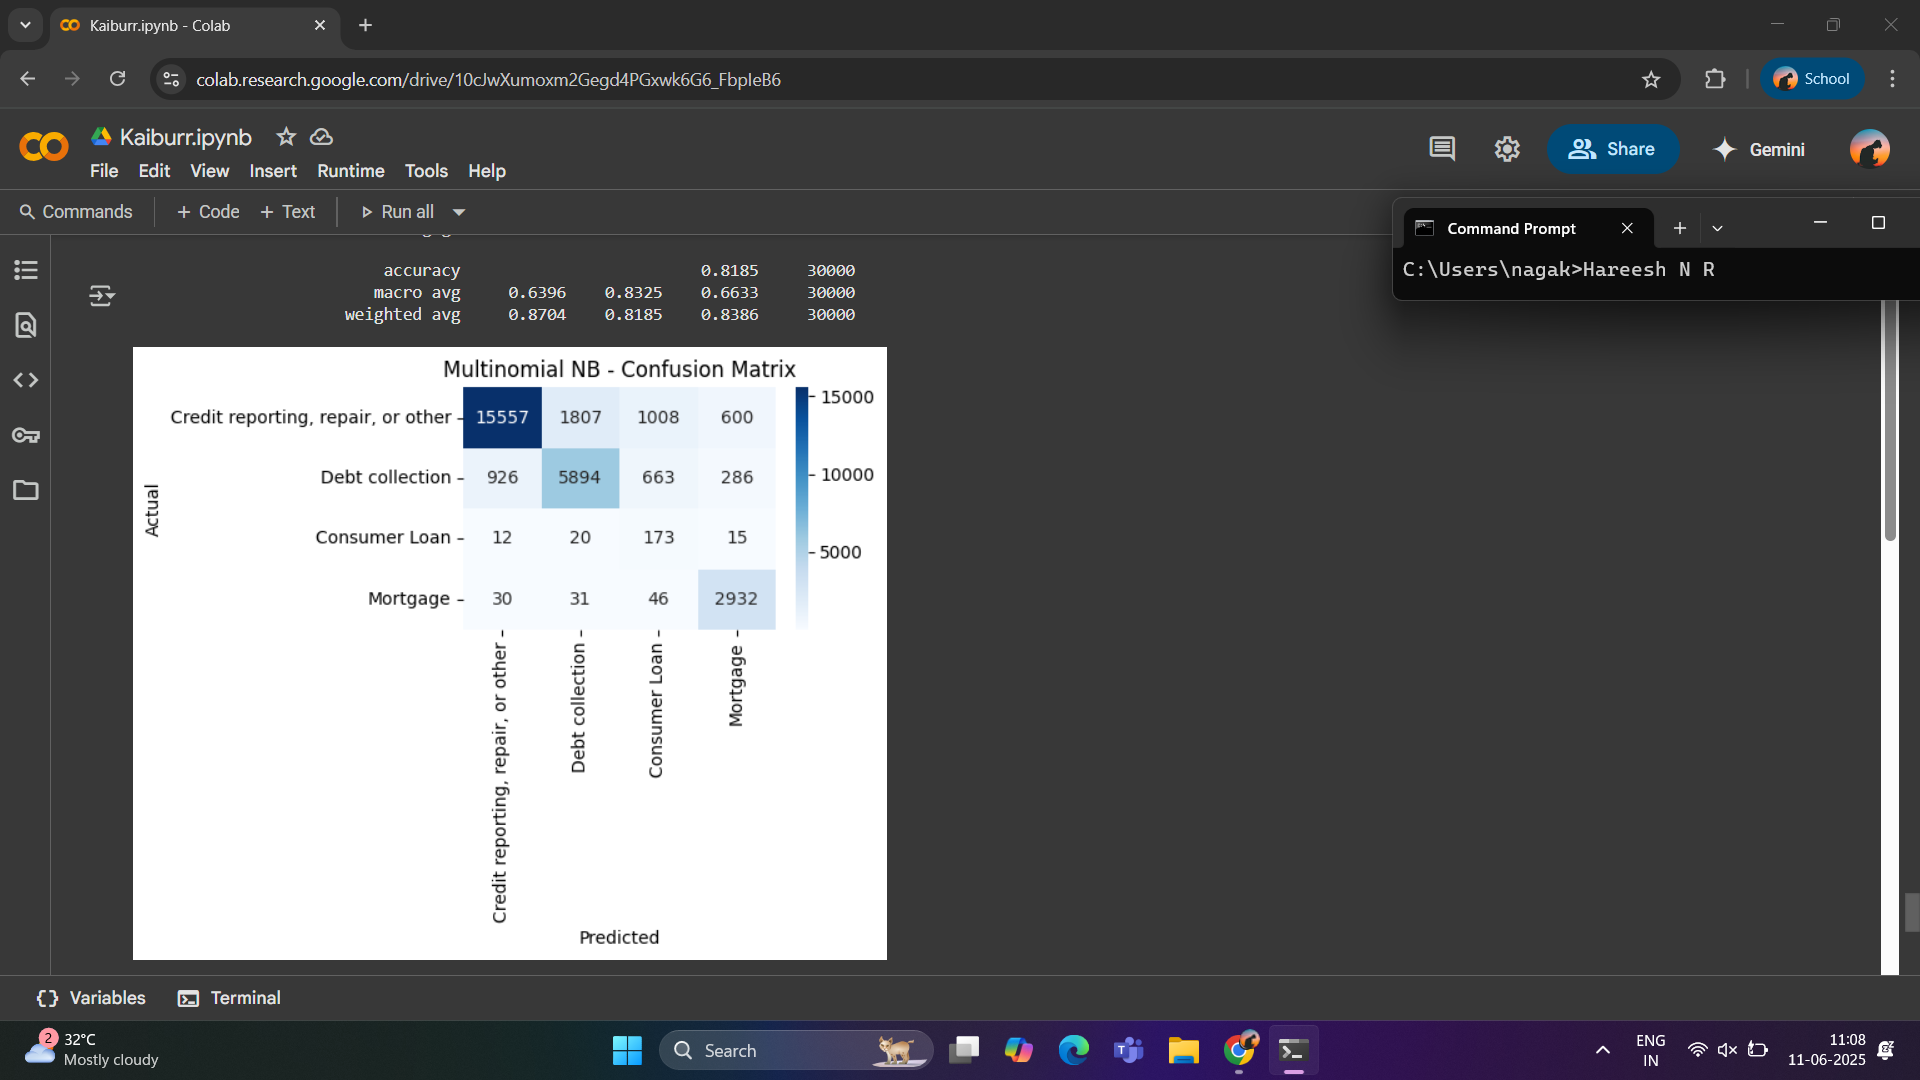 Kaiburr.ipynb - Colab
colab.research.google.com/drive/10cJwXumoxm2Gegd4PGxwk6G6_FbpIeB6
School
Kaiburr.ipynb
File Edit View Insert Runtime Tools Help
Share
Gemini
Commands + Code + Text Run all
Command Prompt
C:\Users\nagak>Hareesh N R
accuracy 0.8185 30000
macro avg 0.6396 0.8325 0.6633 30000
weighted avg 0.8704 0.8185 0.8386 30000
Multinomial NB - Confusion Matrix
Credit reporting, repair, or other 15557 1807 1008 600
Debt collection 926 5894 663 286
Consumer Loan 12 20 173 15
Mortgage 30 31 46 2932
15000
10000
5000
Actual
Credit reporting, repair, or other
Debt collection
Consumer Loan
Mortgage
Predicted
Variables Terminal
2
32°C
Mostly cloudy
Search
ENG
IN
11:08
11-06-2025